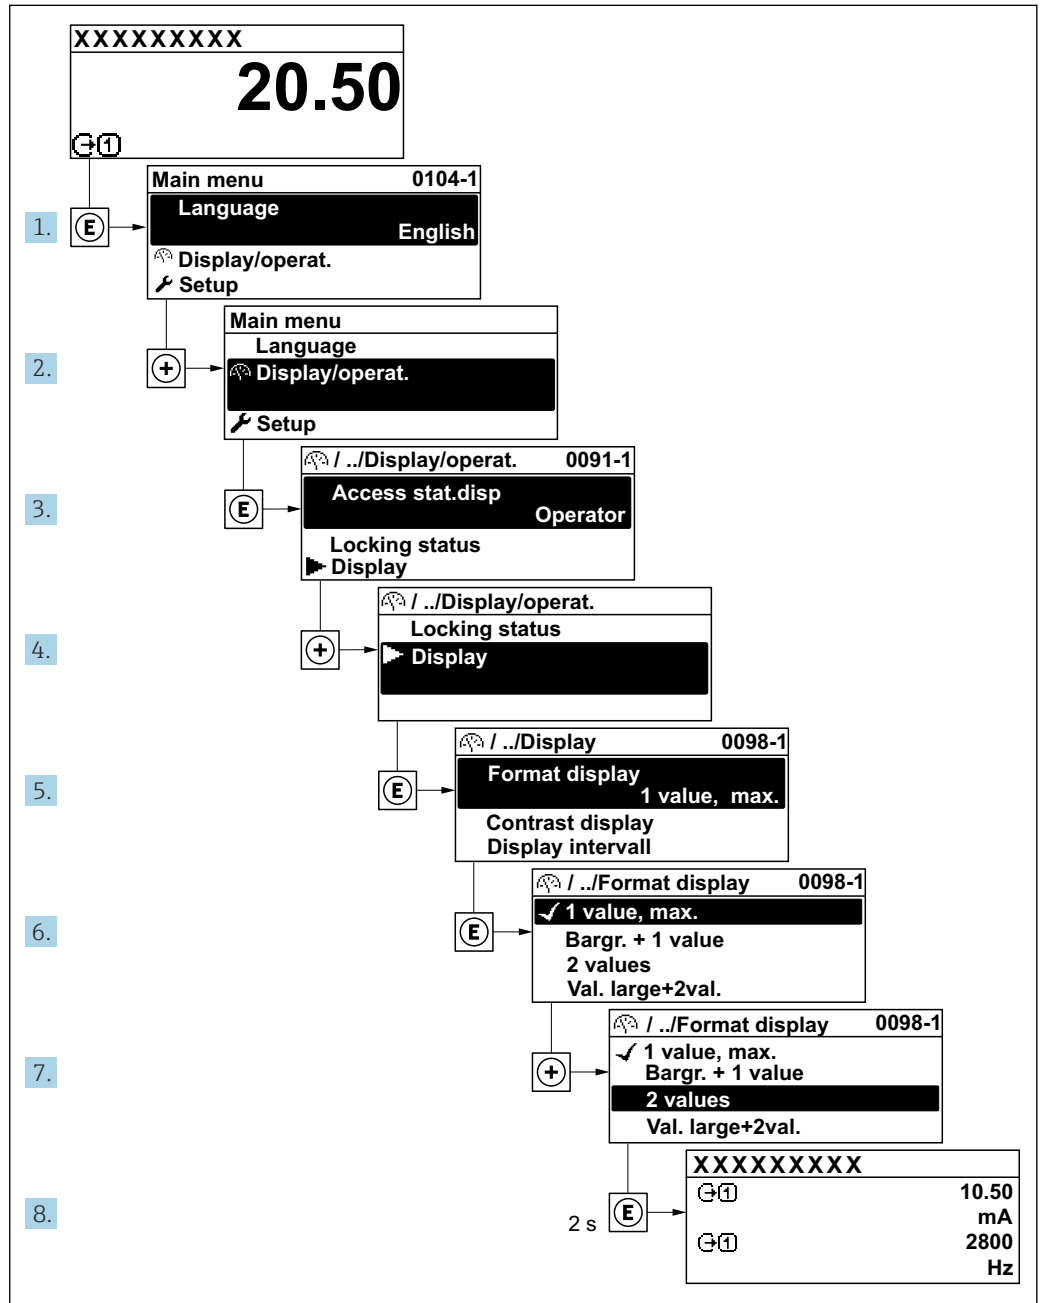 XXXXXXXXX
20.50
1
Main menu 0104-1
Language
1. E English
Display/operat.
Setup
Main menu
Language
2. + Display/operat.
Setup
/ ../Display/operat. 0091-1
Access stat.disp
3. E Operator
Locking status
Display
/ ../Display/operat.
Locking status
4. + Display
/ ../Display 0098-1
Format display
5. E 1 value, max.
Contrast display
Display intervall
/ ../Format display 0098-1
1 value, max.
6. E Bargr. + 1 value
2 values
Val. large+2val.
/ ../Format display 0098-1
1 value, max.
7. + Bargr. + 1 value
2 values
Val. large+2val.
XXXXXXXXX
1 10.50
8. 2 s E mA
1 2800
Hz